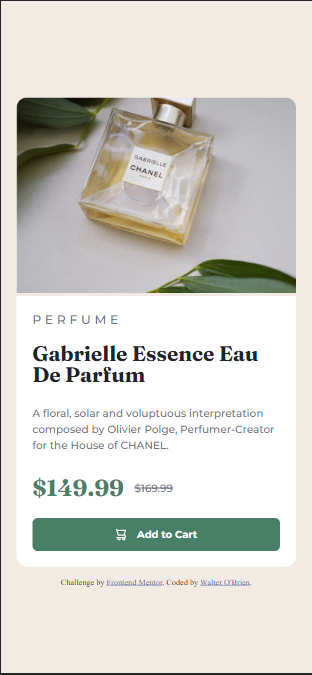 GABRIELLE
CHANEL
PARIS
PERFUME
Gabrielle Essence Eau
De Parfum
A floral, solar and voluptuous interpretation
composed by Olivier Polge, Perfumer-Creator
for the House of CHANEL.
$149.99 $169.99
Add to Cart
Challenge by Frontend Mentor. Coded by Walter O'Brien.